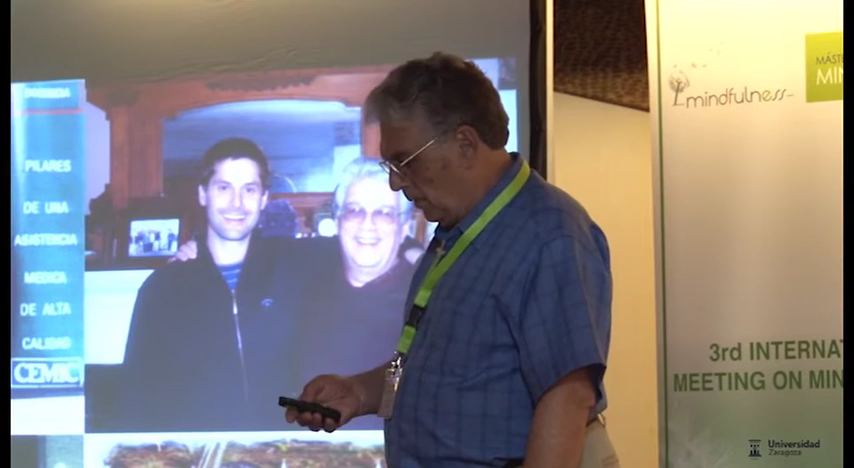 DOCENCIA
PILARES
DE UNA
ASISTENCIA
MEDICA
DE ALTA
CALIDAD
CEMIC
mindfulness
3rd INTERNAT
MEETING ON MIN
Universidad
Zaragoza
MÁSTE
MIN